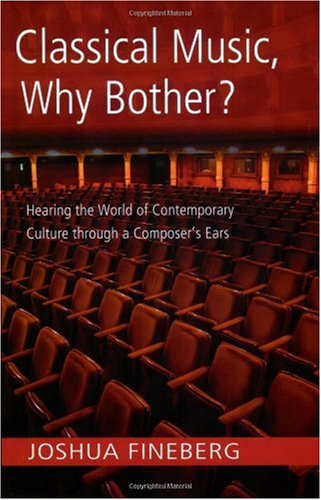 Classical Music,
Why Bother?
Hearing the World of Contemporary
Culture through a Composer's Ears
JOSHUA FINEBERG